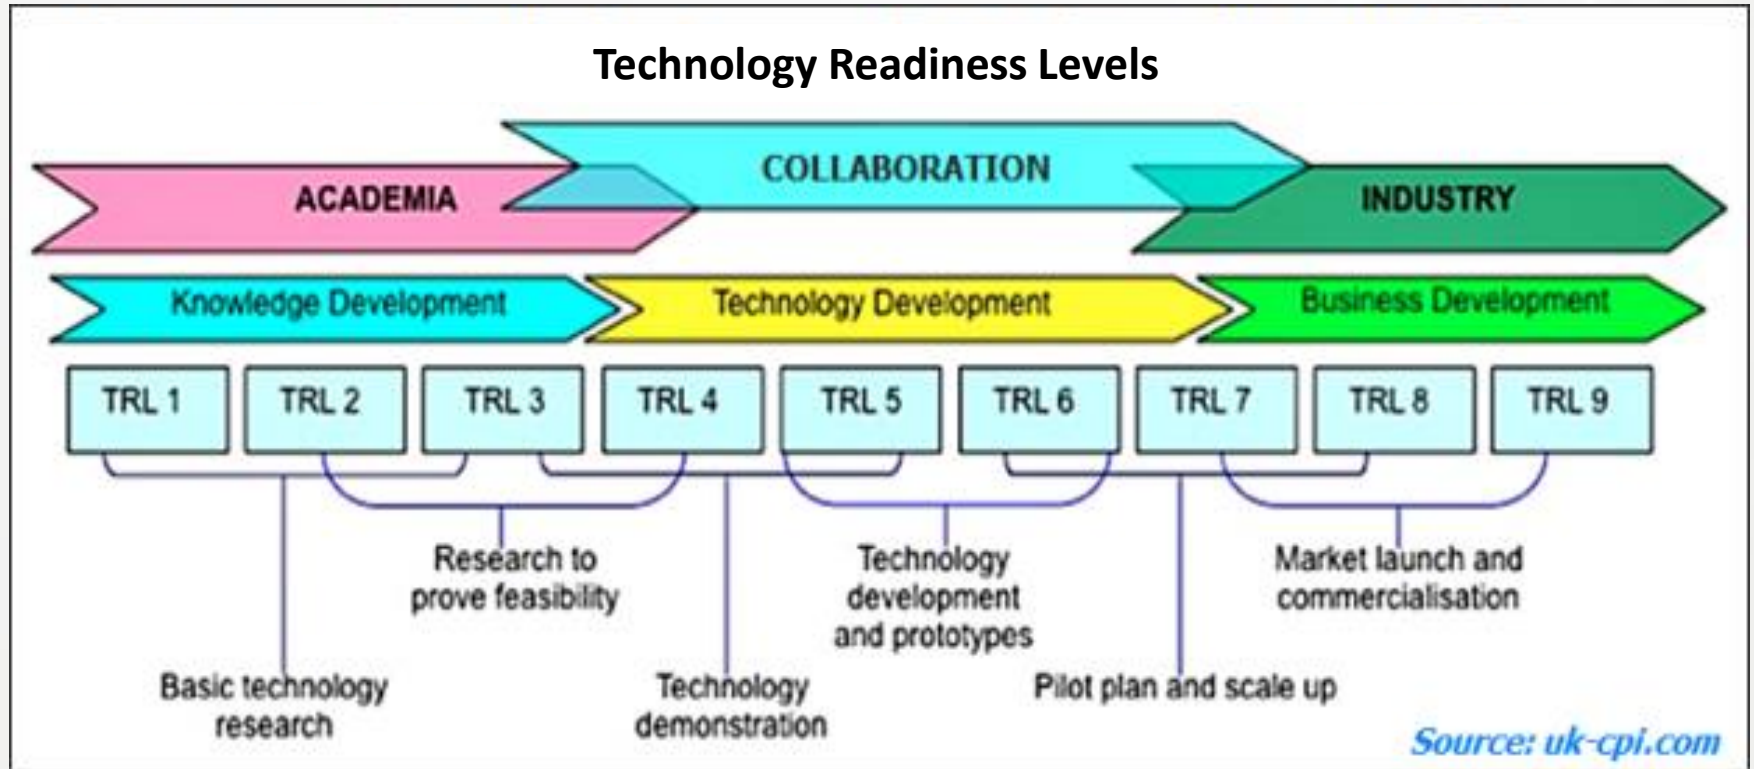 Technology Readiness Levels
COLLABORATION
ACADEMIA
INDUSTRY
Knowledge Development
Technology Development
Business Development
TRL 1
TRL 2
TRL 3
TRL 4
TRL 5
TRL 6
TRL 7
TRL 8
TRL 9
Research to
prove feasibility
Technology
development
and prototypes
Market launch and
commercialisation
Basic technology
research
Technology
demonstration
Pilot plan and scale up
Source: uk-cpi.com